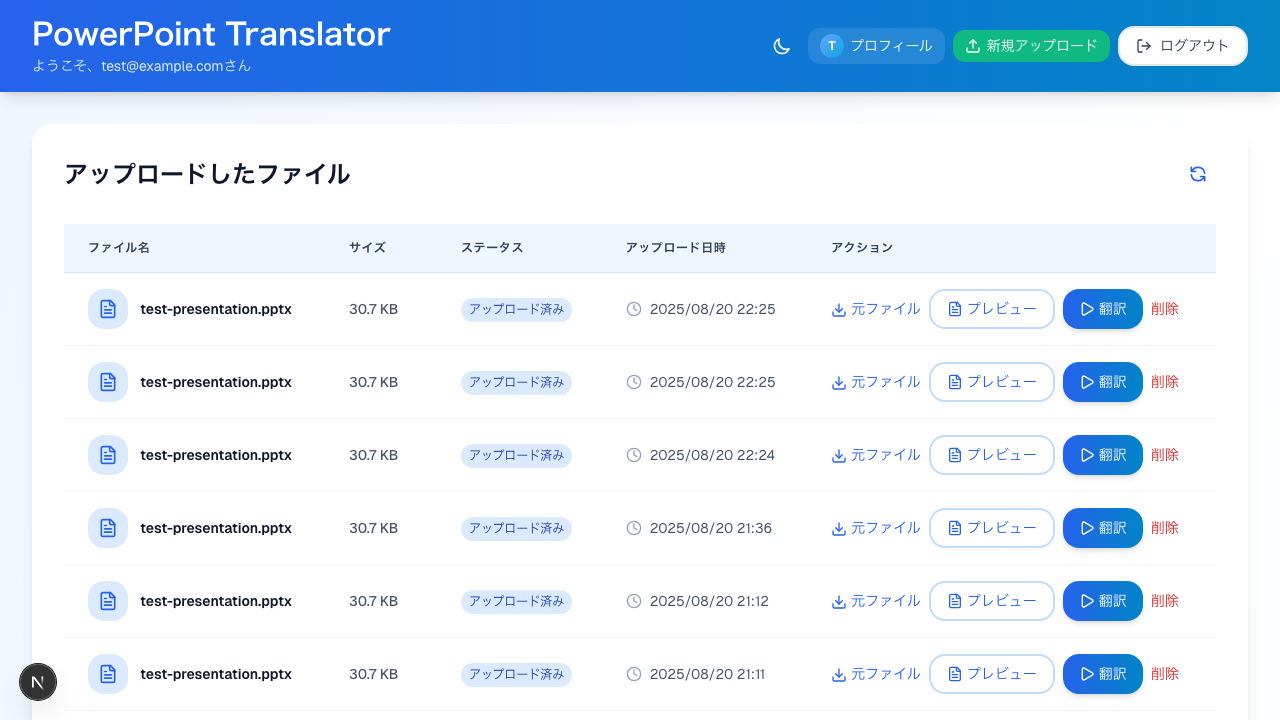 PowerPoint Translator
ようこそ、test@example.comさん
T プロフィール
新規アップロード
ログアウト
アップロードしたファイル
ファイル名 サイズ ステータス アップロード日時 アクション
test-presentation.pptx 30.7 KB アップロード済み 2025/08/20 22:25 元ファイル プレビュー 翻訳 削除
test-presentation.pptx 30.7 KB アップロード済み 2025/08/20 22:25 元ファイル プレビュー 翻訳 削除
test-presentation.pptx 30.7 KB アップロード済み 2025/08/20 22:24 元ファイル プレビュー 翻訳 削除
test-presentation.pptx 30.7 KB アップロード済み 2025/08/20 21:36 元ファイル プレビュー 翻訳 削除
test-presentation.pptx 30.7 KB アップロード済み 2025/08/20 21:12 元ファイル プレビュー 翻訳 削除
test-presentation.pptx 30.7 KB アップロード済み 2025/08/20 21:11 元ファイル プレビュー 翻訳 削除
N